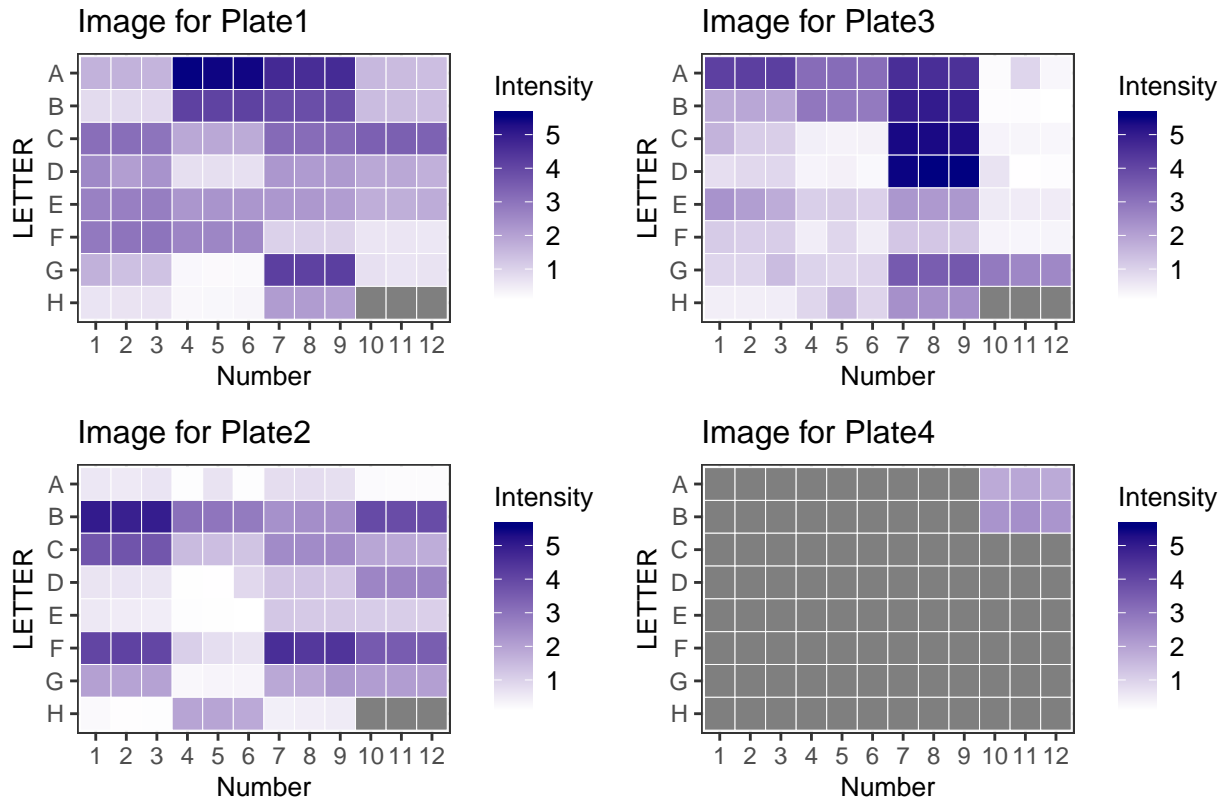 Image for Plate1
LETTER
A
B
C
D
E
F
G
H
1 2 3 4 5 6 7 8 9 10 11 12
Number
Intensity
5
4
3
2
1
Image for Plate3
LETTER
A
B
C
D
E
F
G
H
1 2 3 4 5 6 7 8 9 10 11 12
Number
Intensity
5
4
3
2
1
Image for Plate2
LETTER
A
B
C
D
E
F
G
H
1 2 3 4 5 6 7 8 9 10 11 12
Number
Intensity
5
4
3
2
1
Image for Plate4
LETTER
A
B
C
D
E
F
G
H
1 2 3 4 5 6 7 8 9 10 11 12
Number
Intensity
5
4
3
2
1